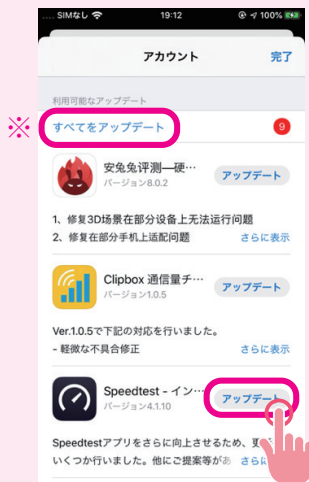 SIMなし 19:12 100%
アカウント 完了
利用可能なアップデート
※ すべてをアップデート 9
安兔兔评测—硬…
バージョン8.0.2
アップデート
1、修复3D场景在部分设备上无法运行问题
2、修复在部分手机上适配问题 さらに表示
Clipbox 通信量チ…
バージョン1.0.5
アップデート
Ver.1.0.5で下記の対応を行いました。
- 軽微な不具合修正 さらに表示
Speedtest - イン…
バージョン4.1.10
アップデート
Speedtestアプリをさらに向上させるため、更
いくつか行いました。他にご提案等があ さら